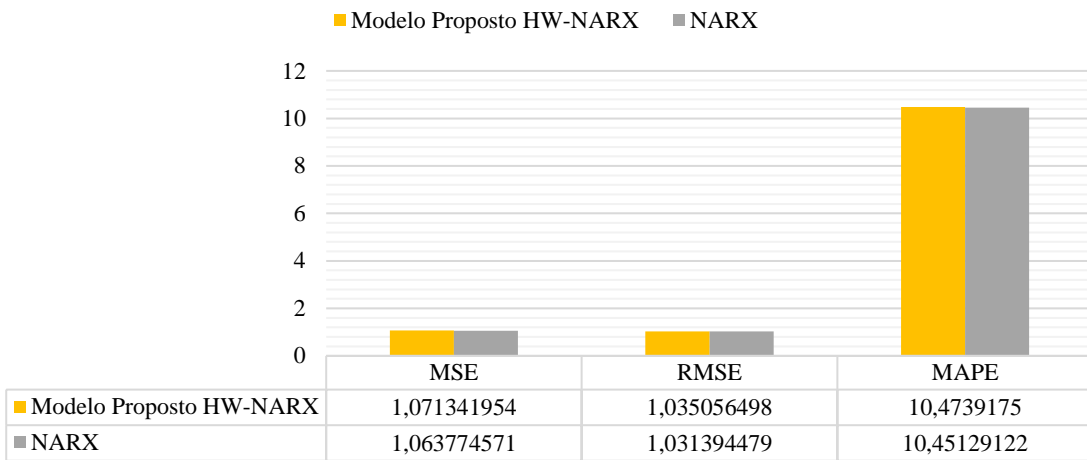 Modelo Proposto HW-NARX NARX
12
10
8
6
4
2
0
MSE RMSE MAPE
Modelo Proposto HW-NARX 1,071341954 1,035056498 10,4739175
NARX 1,063774571 1,031394479 10,45129122